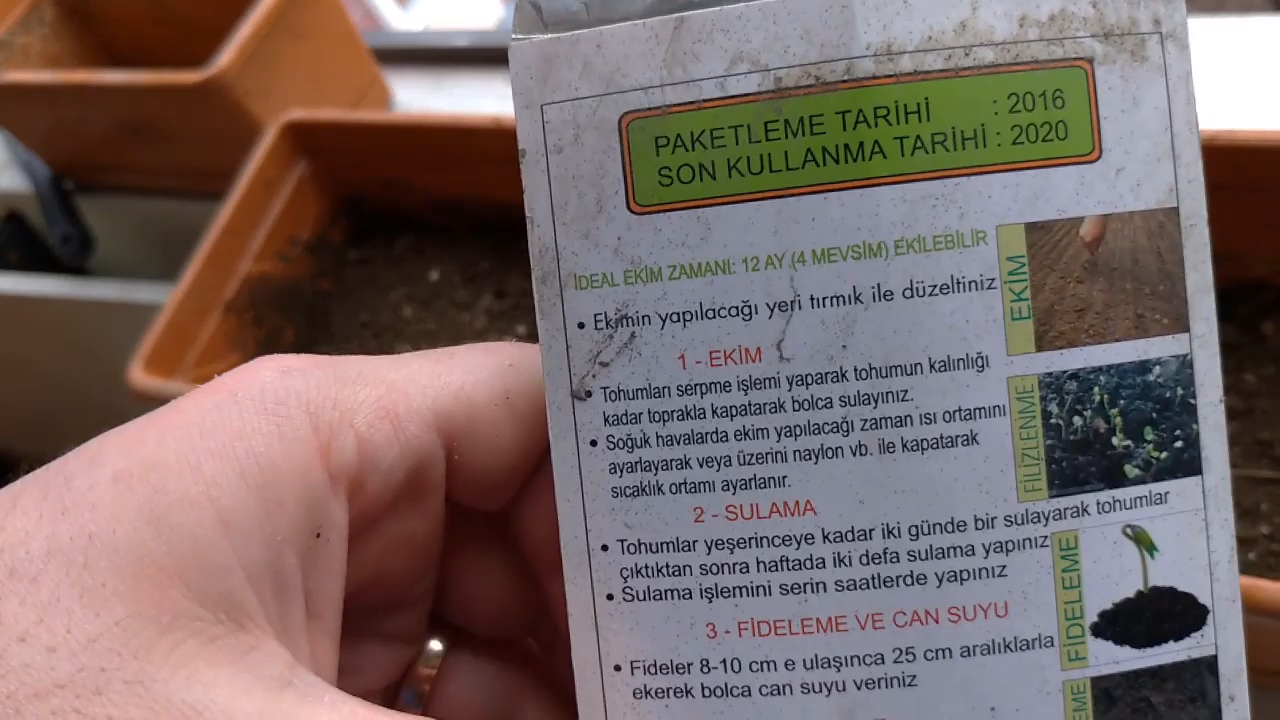 PAKETLEME TARİHİ : 2016
SON KULLANMA TARİHİ : 2020
İDEAL EKİM ZAMANI: 12 AY (4 MEVSİM) EKİLEBİLİR
• Ekimin yapılacağı yeri tırmık ile düzeltiniz
EKİM
1 - EKİM
• Tohumları serpme işlemi yaparak tohumun kalınlığı
kadar toprakla kapatarak bolca sulayınız.
• Soğuk havalarda ekim yapılacağı zaman ısı ortamını
ayarlayarak veya üzerini naylon vb. ile kapatarak
sıcaklık ortamı ayarlanır.
FİLİZLENME
2 - SULAMA
• Tohumlar yeşerinceye kadar iki günde bir sulayarak tohumlar
çıktıktan sonra haftada iki defa sulama yapınız
• Sulama işlemini serin saatlerde yapınız
FİDELEME
3 - FİDELEME VE CAN SUYU
• Fideler 8-10 cm e ulaşınca 25 cm aralıklarla
ekerek bolca can suyu veriniz